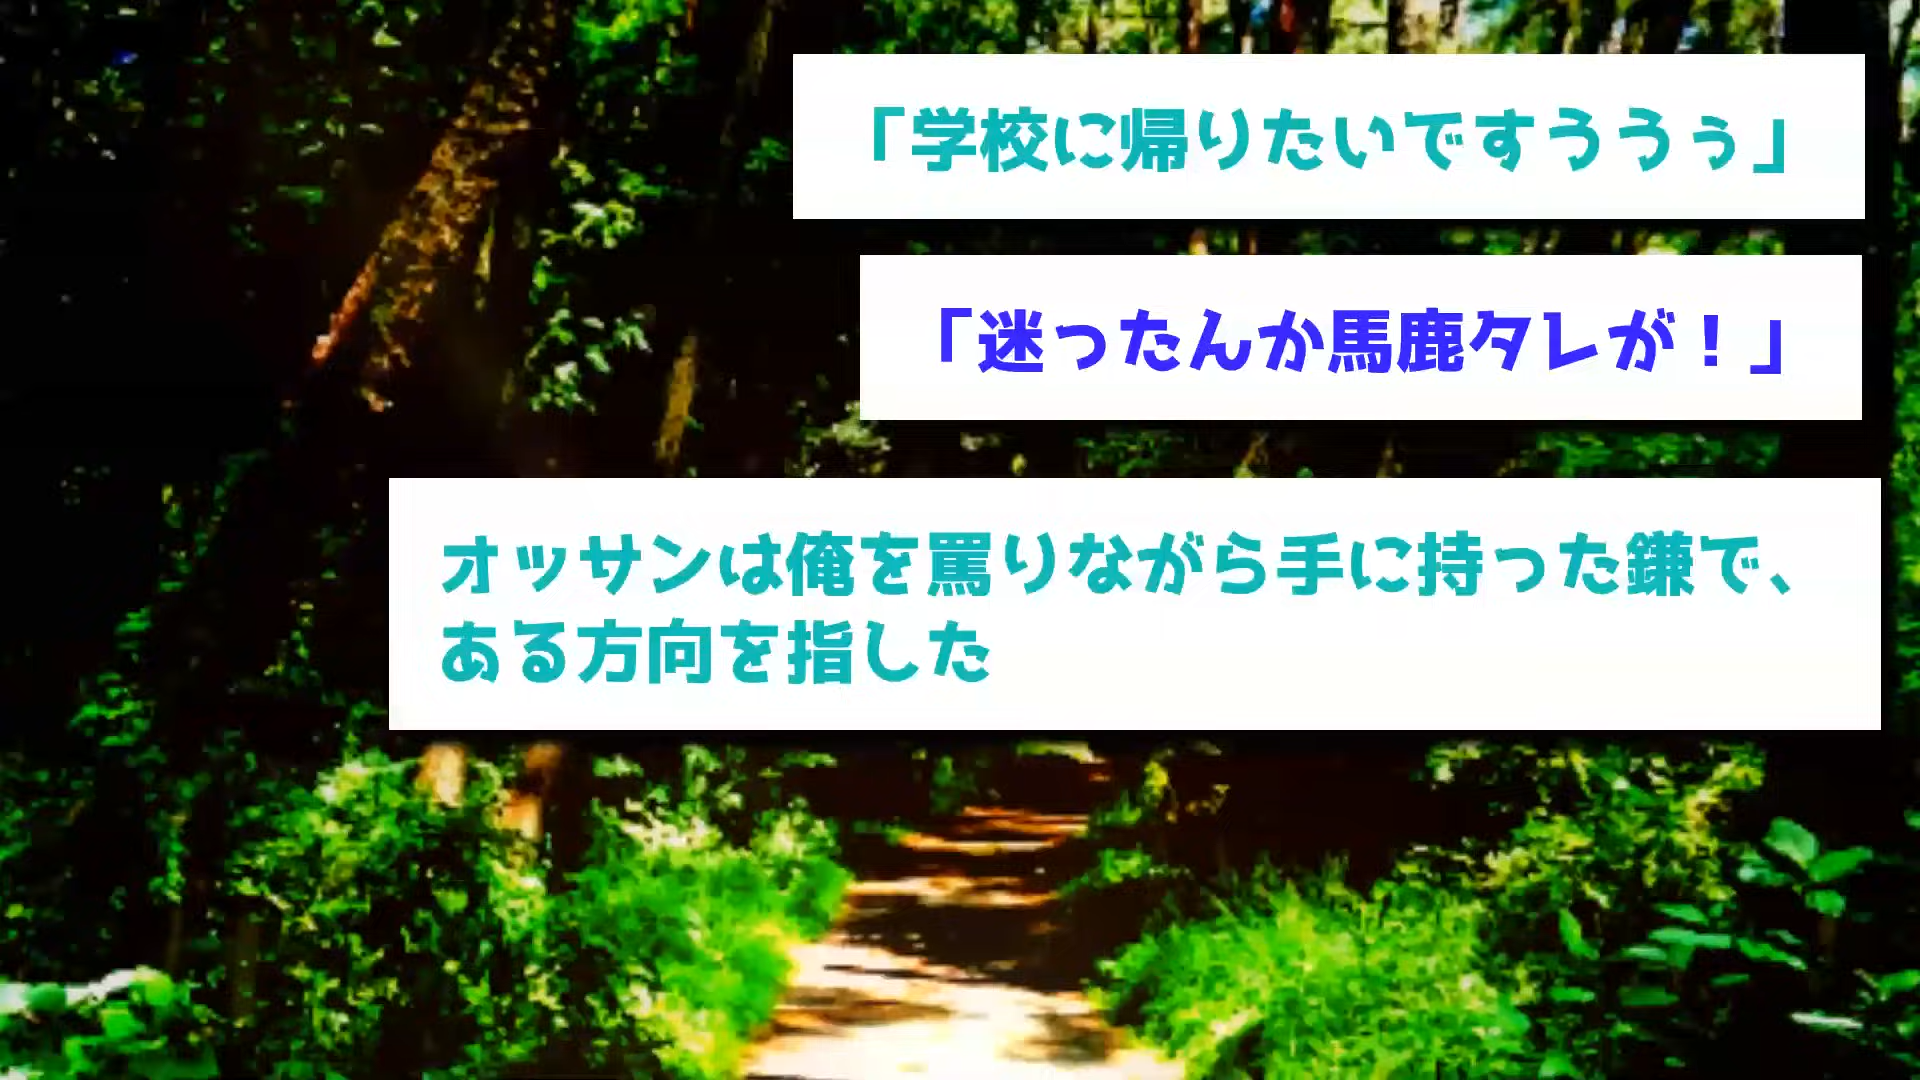 「学校に帰りたいですううぅ」
「迷ったんか馬鹿タレが！」
オッサンは俺を罵りながら手に持った鎌で、
ある方向を指した